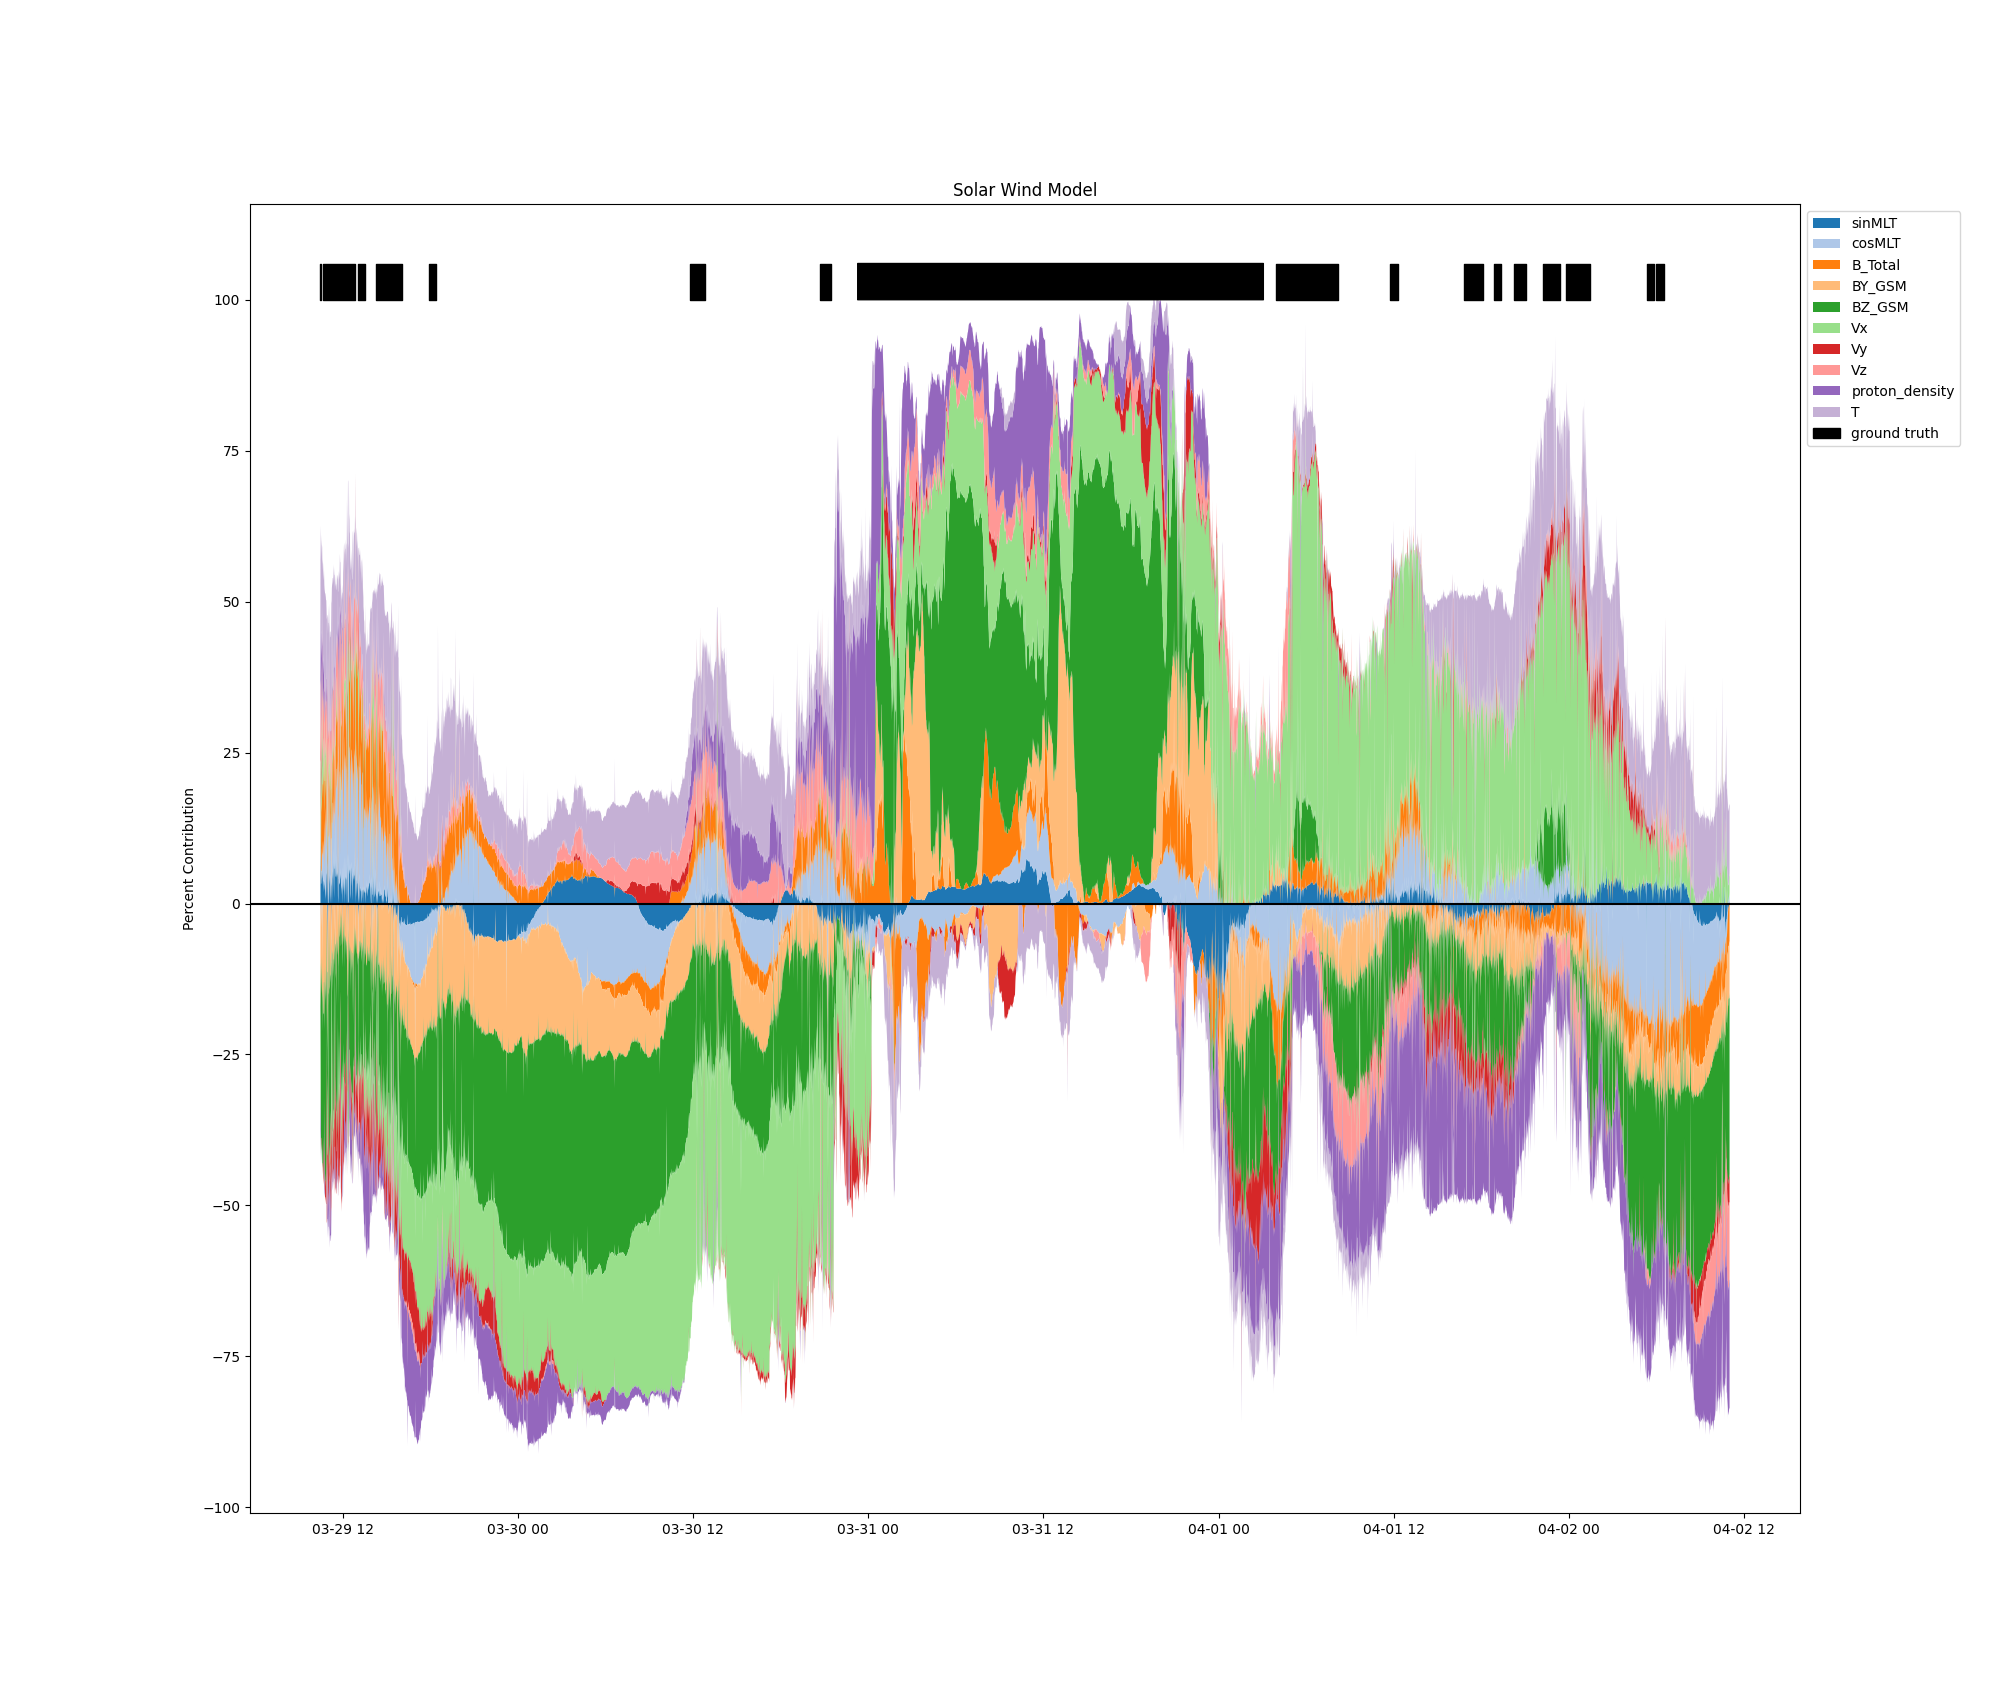 Solar Wind Model
sinMLT
cosMLT
B_Total
BY_GSM
BZ_GSM
Vx
Vy
Vz
proton_density
T
ground truth
Percent Contribution
100
75
50
25
0
−25
−50
−75
−100
03-29 12
03-30 00
03-30 12
03-31 00
03-31 12
04-01 00
04-01 12
04-02 00
04-02 12